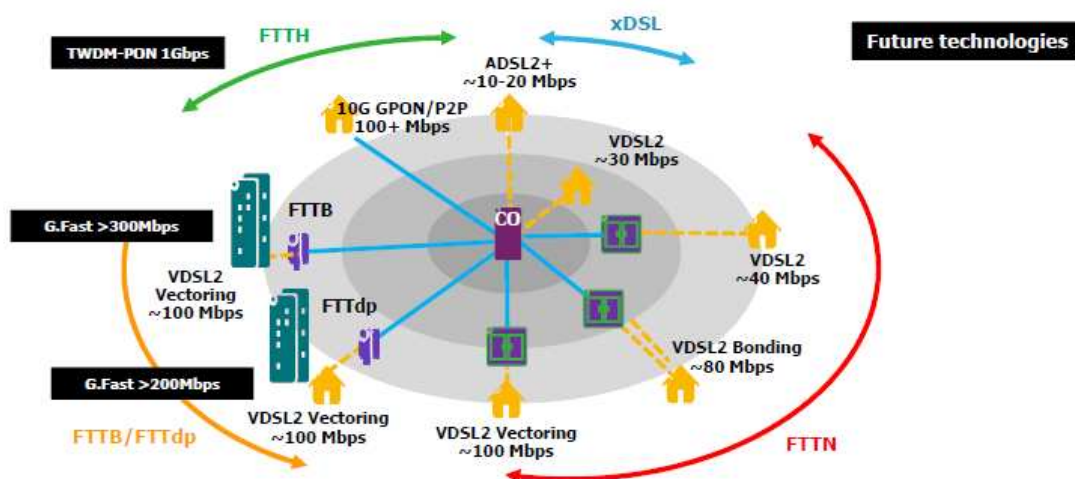 FTTH
xDSL
TWDM-PON 1Gbps
Future technologies
ADSL2+
~10-20 Mbps
10G GPON/P2P
100+ Mbps
VDSL2
~30 Mbps
FTTB
CO
G.Fast >300Mbps
VDSL2
~40 Mbps
VDSL2
Vectoring
~100 Mbps
FTTdp
VDSL2 Bonding
~80 Mbps
G.Fast >200Mbps
VDSL2 Vectoring
~100 Mbps
VDSL2 Vectoring
~100 Mbps
FTTB/FTTdp
FTTN